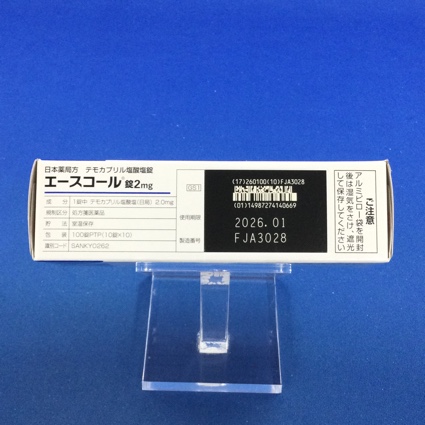 日本薬局方 テモカプリル塩酸塩錠
エースコール®錠2mg
成分 1錠中 テモカプリル塩酸塩(日局) 2.0mg
規制区分 処方箋医薬品
貯法 室温保存
包装 100錠PTP(10錠×10)
識別コード SANKYO262
G01
使用期限
製造番号
(17)260100(10)FJA3028
(01)14987274140669
2026.01
FJA3028
ご注意
アルミピロー袋を開封
後は湿気をさけ、遮光
して保存してください